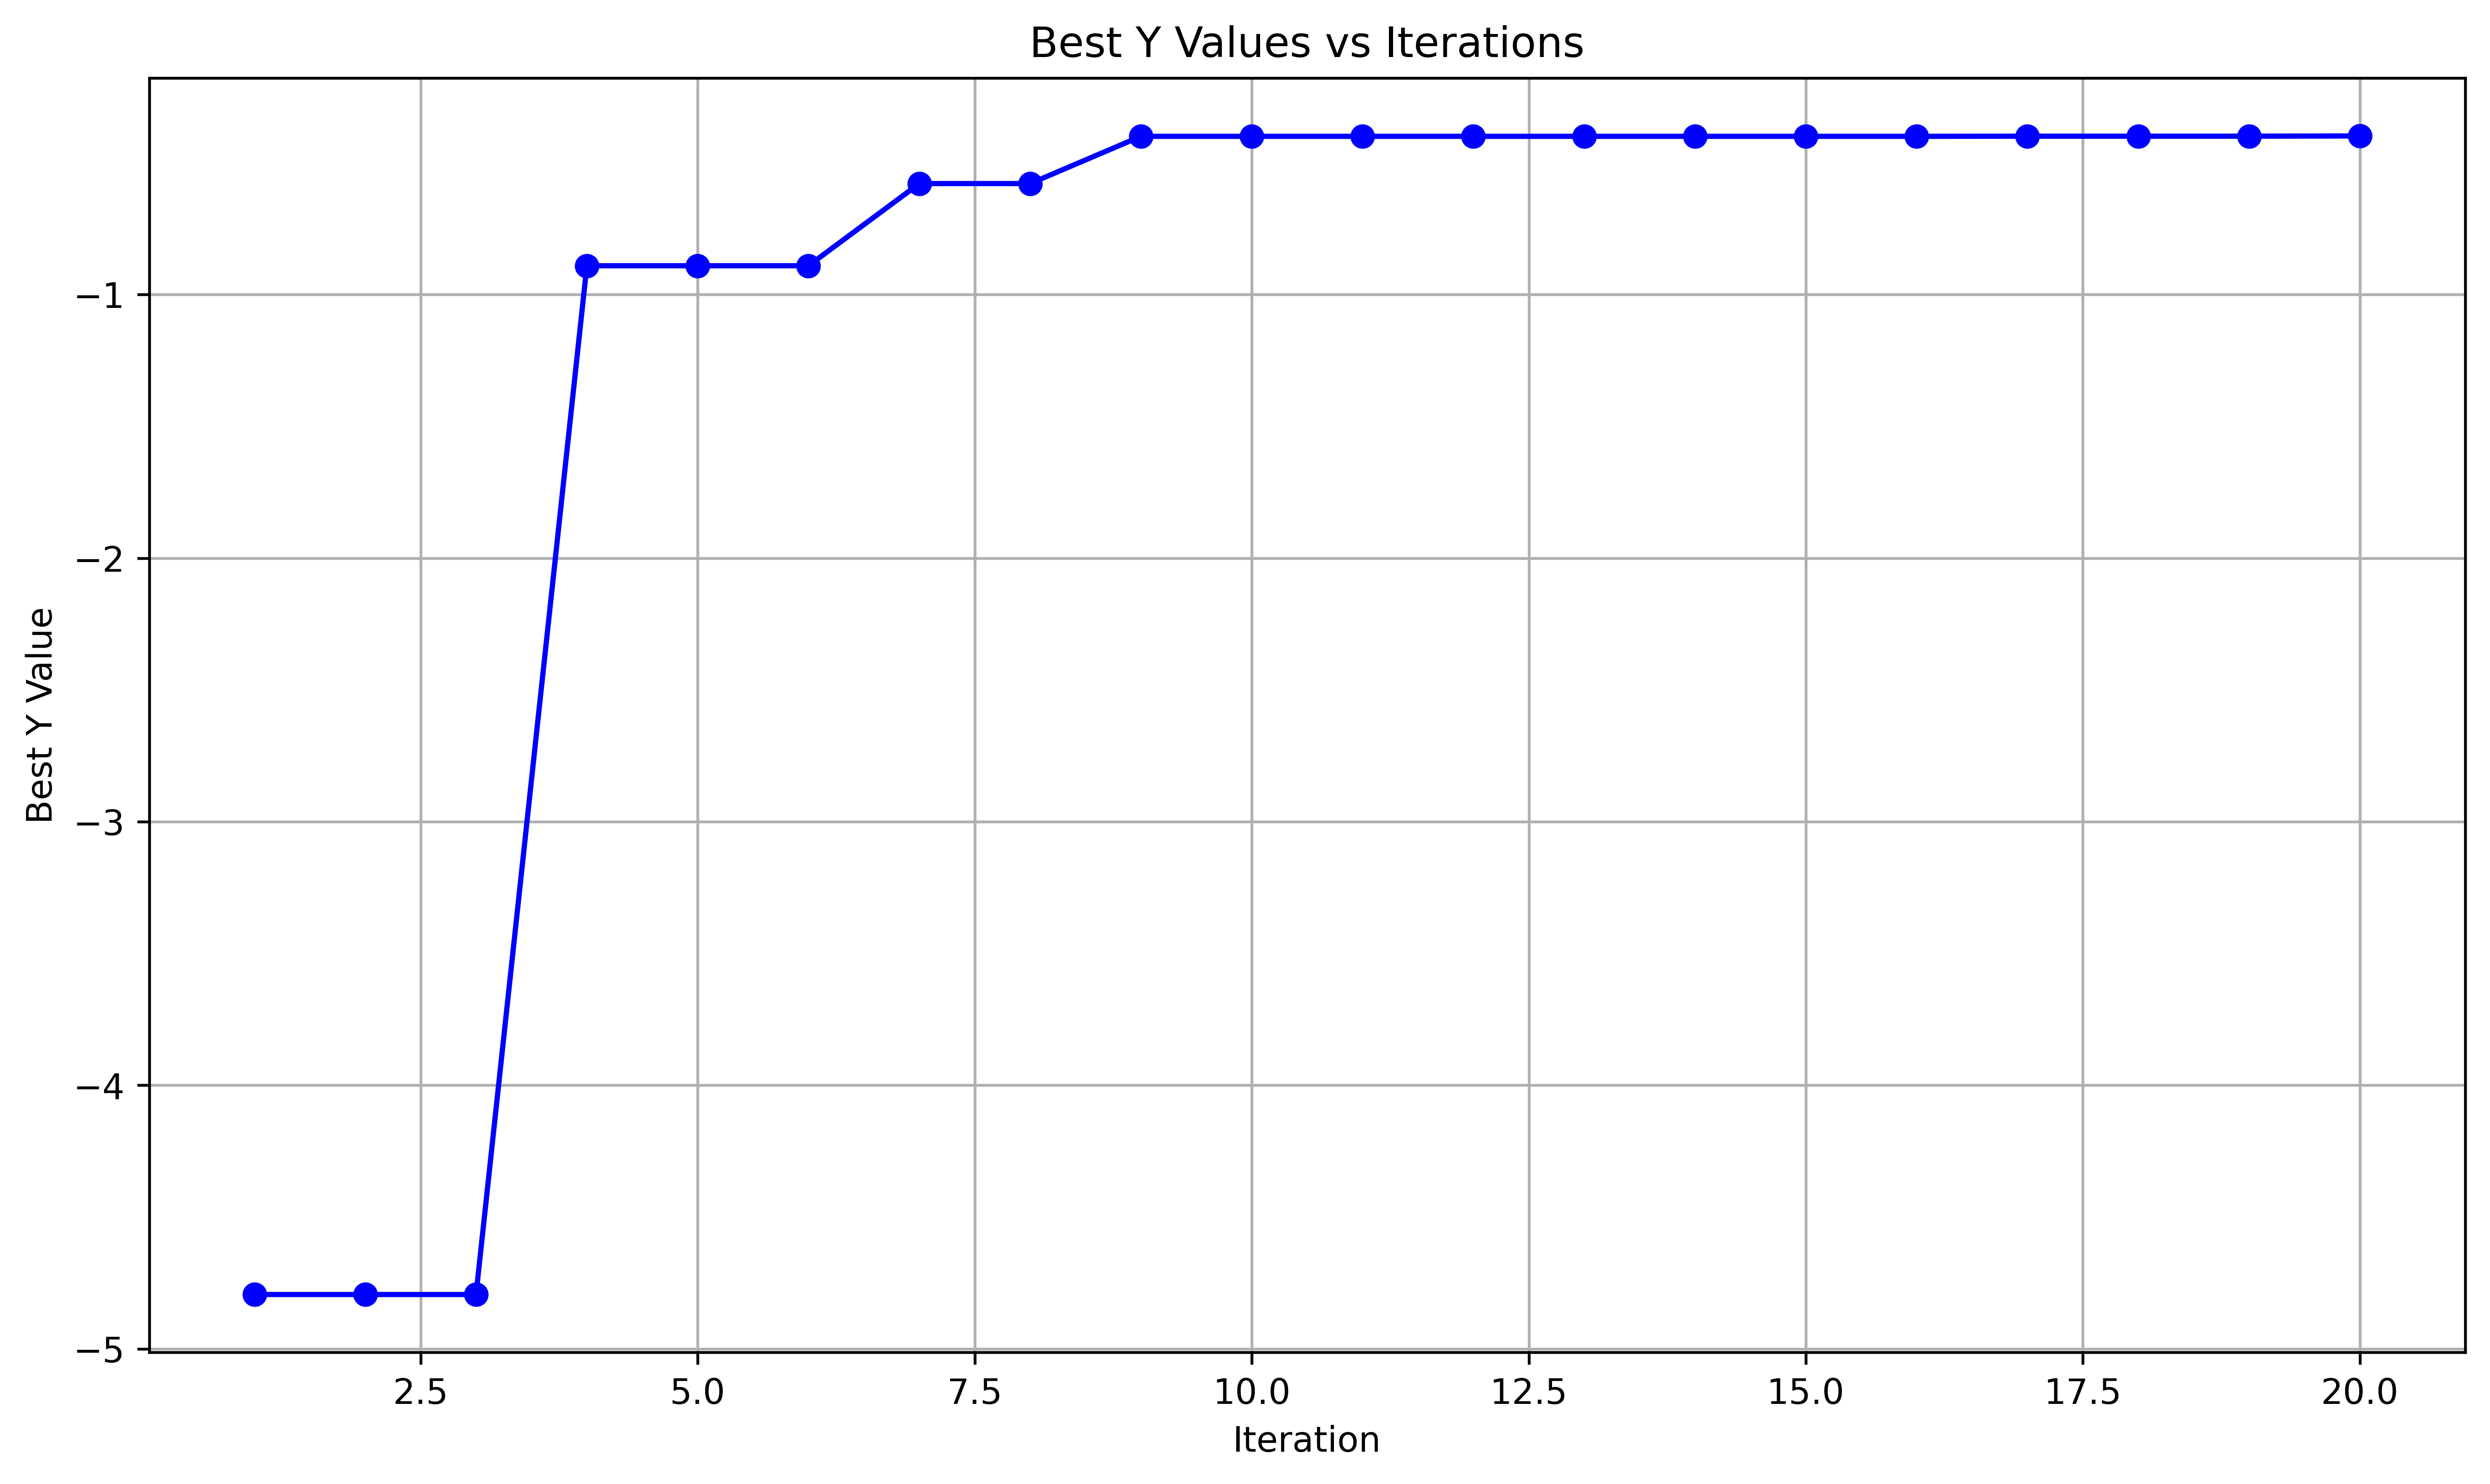 Best Y Values vs Iterations
Best Y Value
−1
−2
−3
−4
−5
2.5 5.0 7.5 10.0 12.5 15.0 17.5 20.0
Iteration